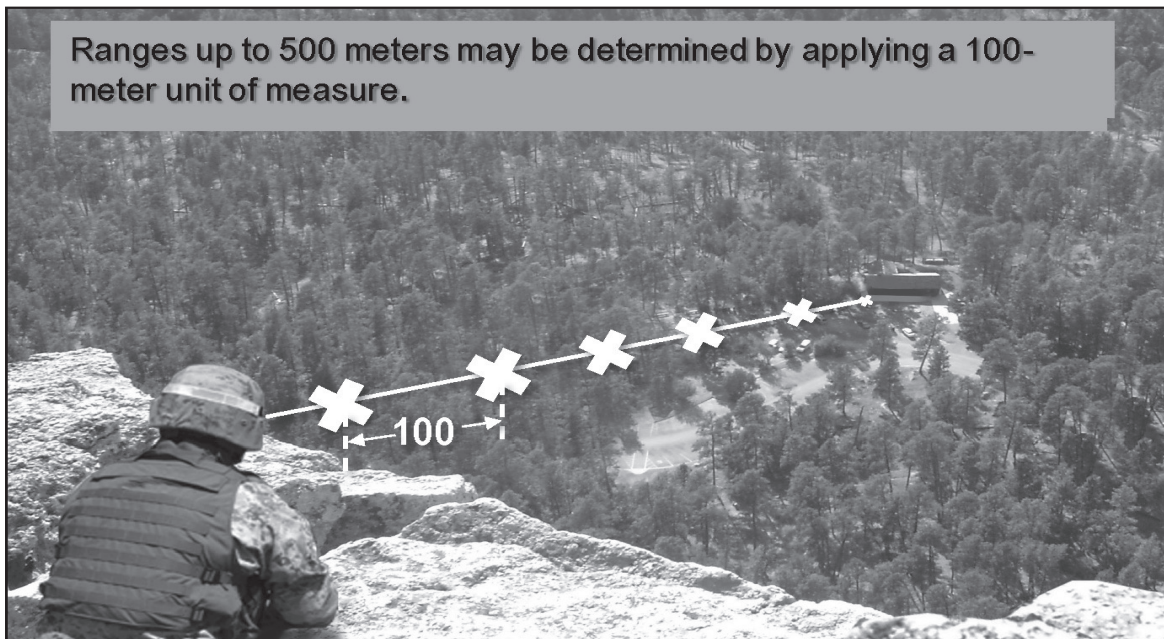 Ranges up to 500 meters may be determined by applying a 100-
meter unit of measure.
100